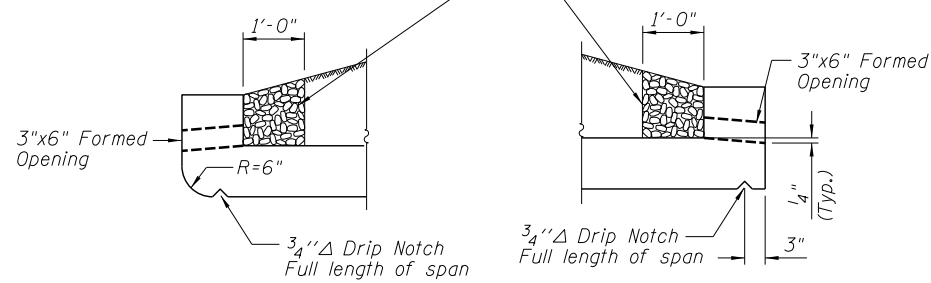 1'-0"
3"x6" Formed
Opening
R=6"
3/4"Δ Drip Notch
Full length of span
1'-0"
3"x6" Formed
Opening
1/4"
(Typ.)
3/4"Δ Drip Notch
Full length of span
3"